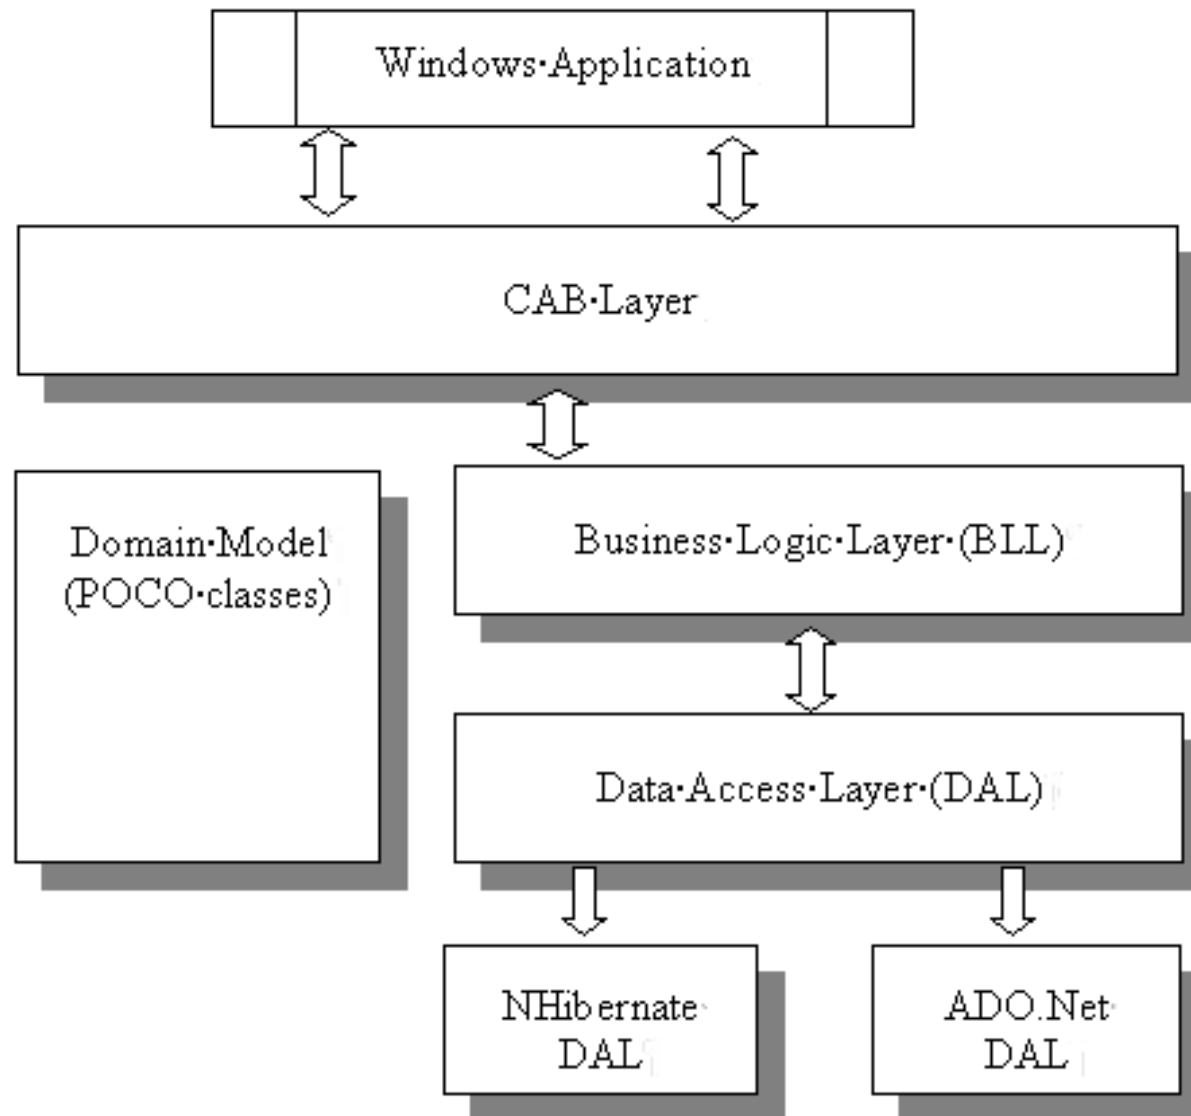 Windows·Application
CAB·Layer
Domain·Model
(POCO·classes)
Business·Logic·Layer·(BLL)
Data·Access·Layer·(DAL)
NHibernate·
DAL
ADO.Net·
DAL